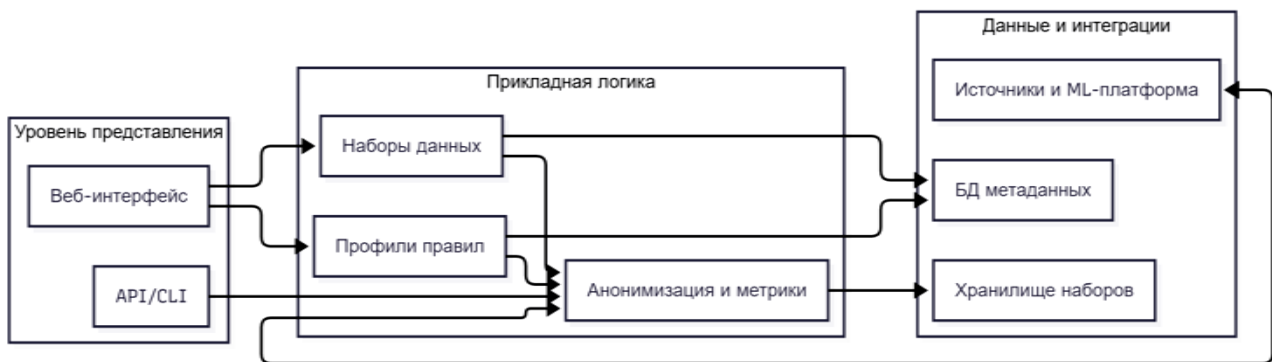 Уровень представления
Веб-интерфейс
API/CLI
Прикладная логика
Наборы данных
Профили правил
Анонимизация и метрики
Данные и интеграции
Источники и ML-платформа
БД метаданных
Хранилище наборов